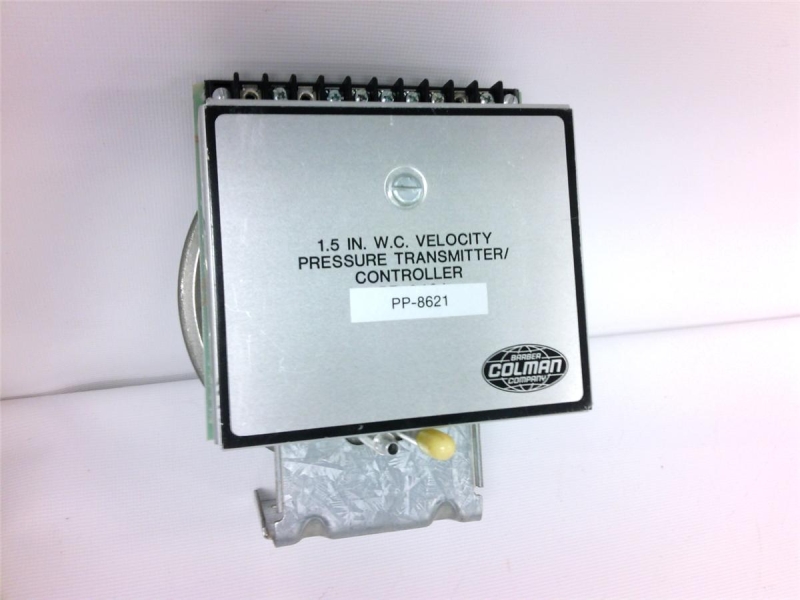 1.5 IN. W.C. VELOCITY
PRESSURE TRANSMITTER/
CONTROLLER
PP-8621
BARBER
COLMAN
COMPANY